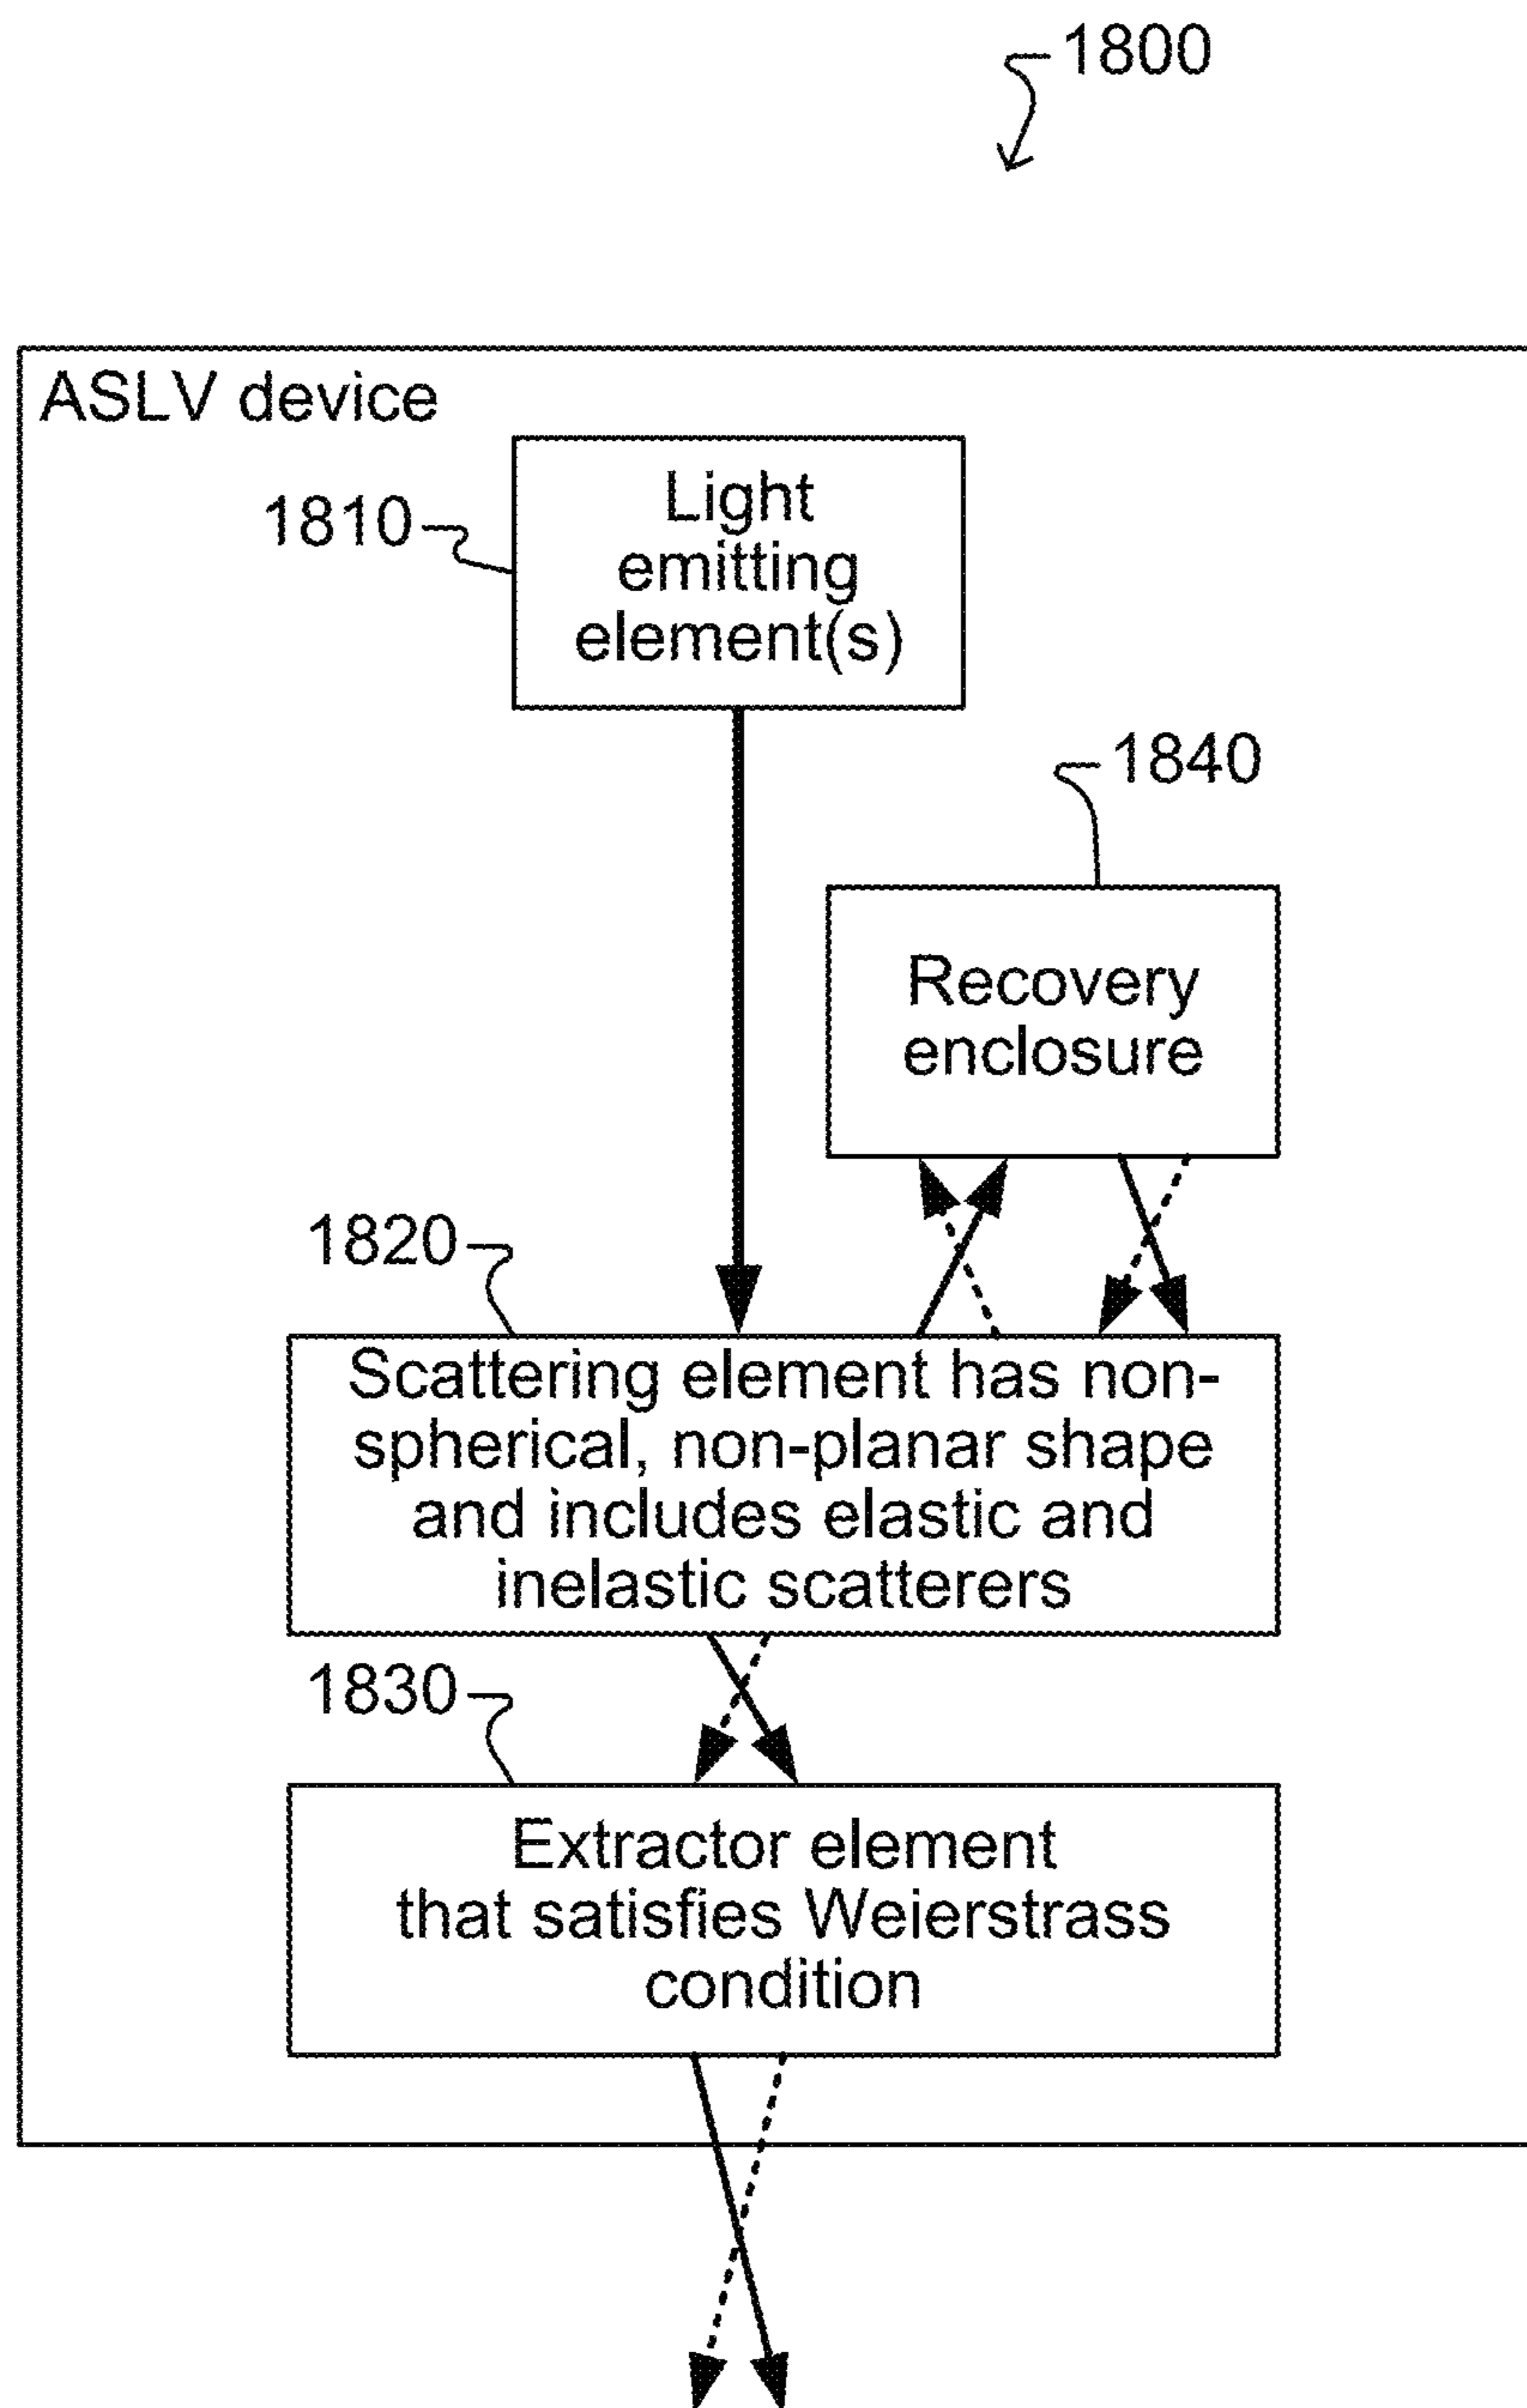 1800
ASLV device
1810
Light
emitting
element(s)
1840
Recovery
enclosure
1820
Scattering element has non-
spherical, non-planar shape
and includes elastic and
inelastic scatterers
1830
Extractor element
that satisfies Weierstrass
condition